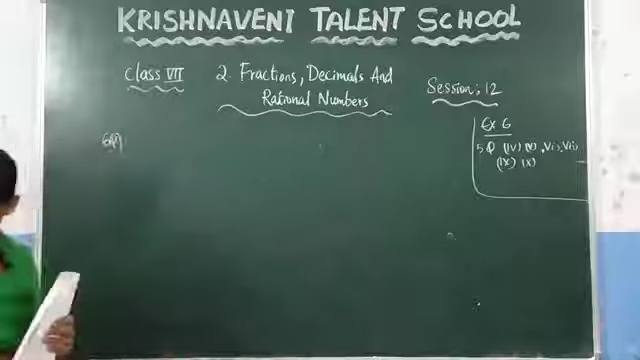 KRISHNAVENI TALENT SCHOOL
Class VII
2. Fractions, Decimals And
Rational Numbers
Session: 12
Ex 6
5 Q (iv) (v), vii), viii)
(ix) (x)